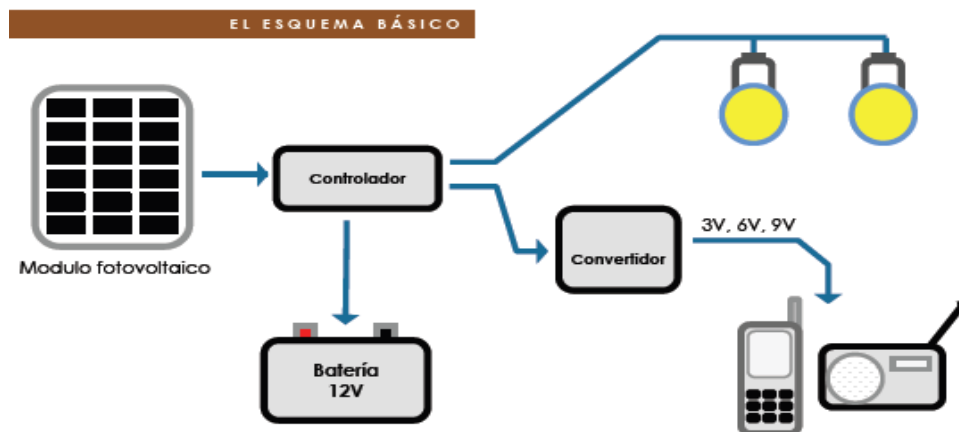 EL ESQUEMA BÁSICO
Controlador
3V, 6V, 9V
Convertidor
Modulo fotovoltaico
Batería
12V